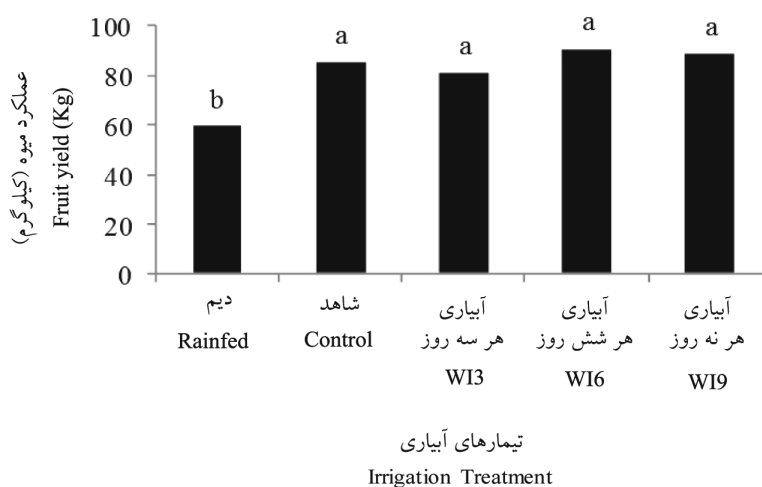 عملکرد میوه (کیلوگرم)
Fruit yield (Kg)
100
80
60
40
20
0
b
a
a
a
a
دیم
Rainfed
شاهد
Control
آبیاری
هر سه روز
WI3
آبیاری
هر شش روز
WI6
آبیاری
هر نه روز
WI9
تیمارهای آبیاری
Irrigation Treatment